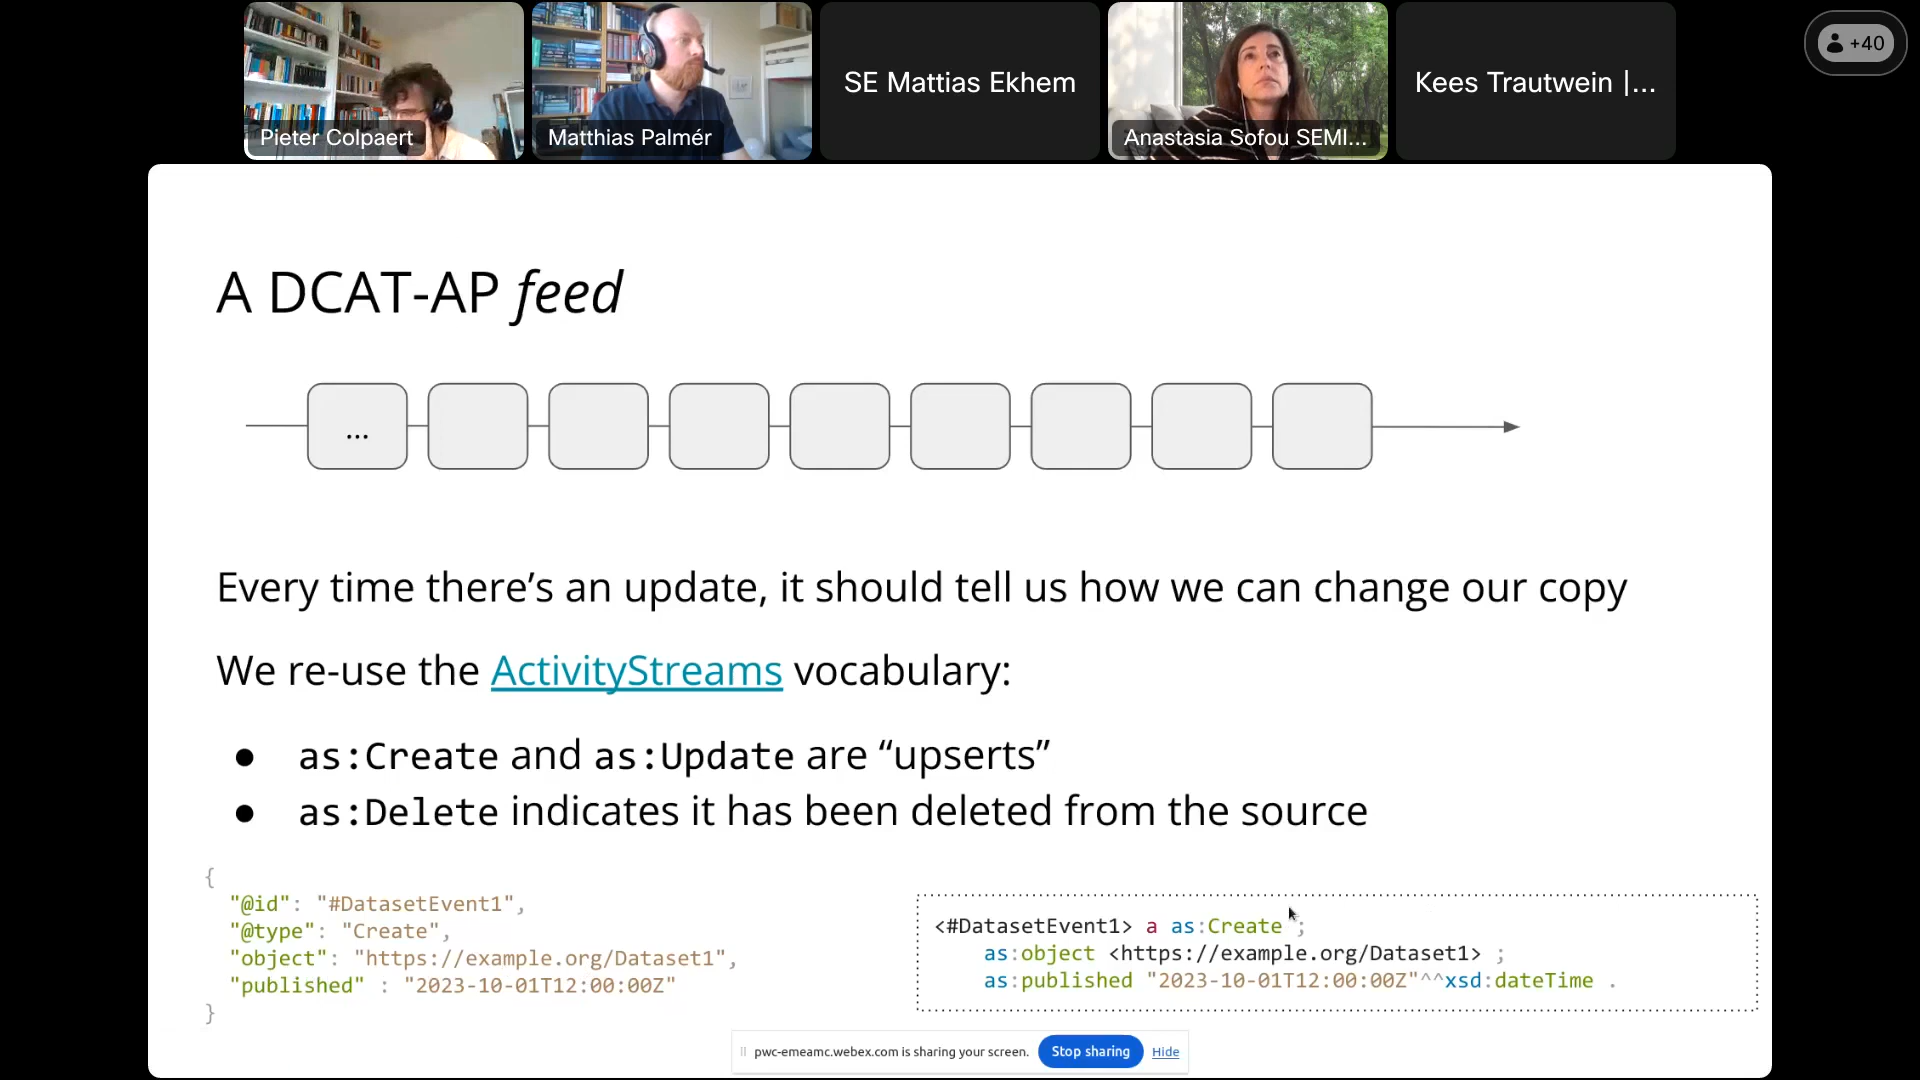 Pieter Colpaert
Matthias Palmér
SE Mattias Ekhem
Anastasia Sofou SEMI...
Kees Trautwein |...
+40
A DCAT-AP feed
...
Every time there’s an update, it should tell us how we can change our copy
We re-use the ActivityStreams vocabulary:
● as:Create and as:Update are “upserts”
● as:Delete indicates it has been deleted from the source
{
"@id": "#DatasetEvent1",
"@type": "Create",
"object": "https://example.org/Dataset1",
"published" : "2023-10-01T12:00:00Z"
}
<#DatasetEvent1> a as:Create ;
as:object <https://example.org/Dataset1> ;
as:published "2023-10-01T12:00:00Z"^^xsd:dateTime .
pwc-emeamc.webex.com is sharing your screen.
Stop sharing
Hide